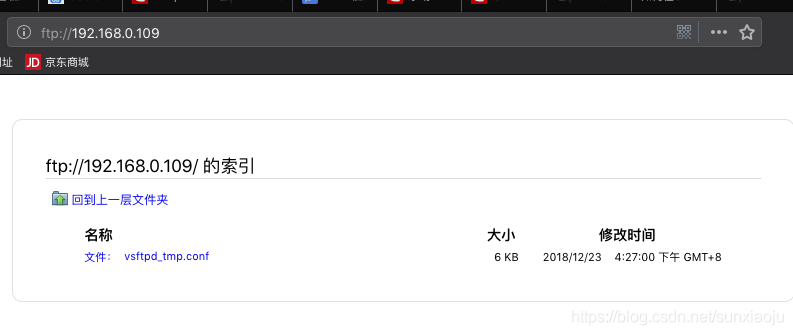 ftp://192.168.0.109
址 JD 京东商城
ftp://192.168.0.109/ 的索引
回到上一层文件夹
名称 大小 修改时间
文件: vsftpd_tmp.conf 6 KB 2018/12/23 4:27:00 下午 GMT+8
https://blog.csdn.net/sunxiaoju